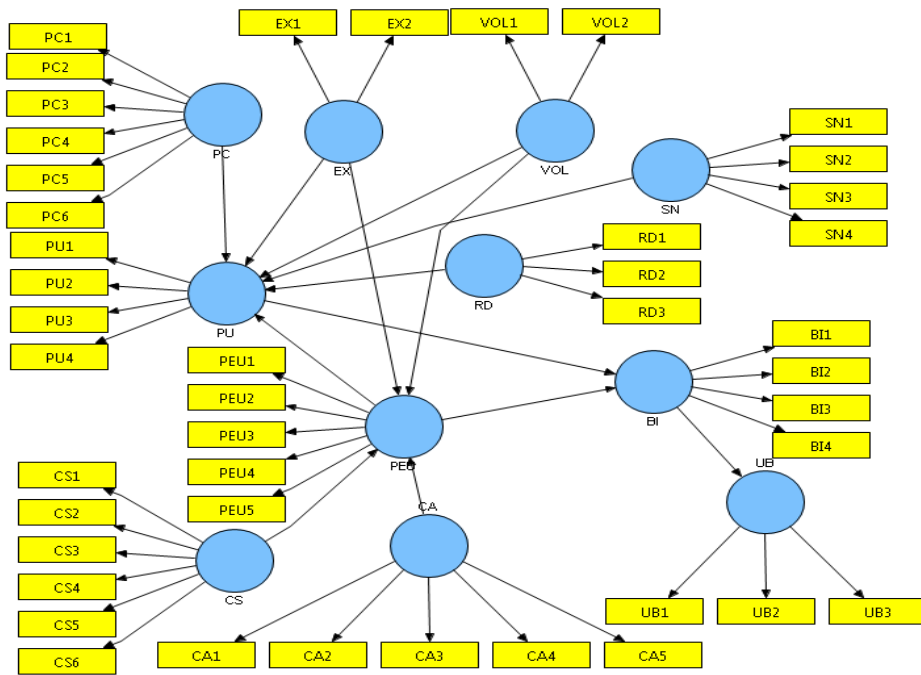 PC1
PC2
PC3
PC4
PC5
PC6
PC
EX1
EX2
EX
VOL1
VOL2
VOL
SN1
SN2
SN3
SN4
SN
PU1
PU2
PU3
PU4
PU
RD1
RD2
RD3
RD
PEU1
PEU2
PEU3
PEU4
PEU5
PEU
BI1
BI2
BI3
BI4
BI
UB
UB1
UB2
UB3
CS1
CS2
CS3
CS4
CS5
CS6
CS
CA
CA1
CA2
CA3
CA4
CA5